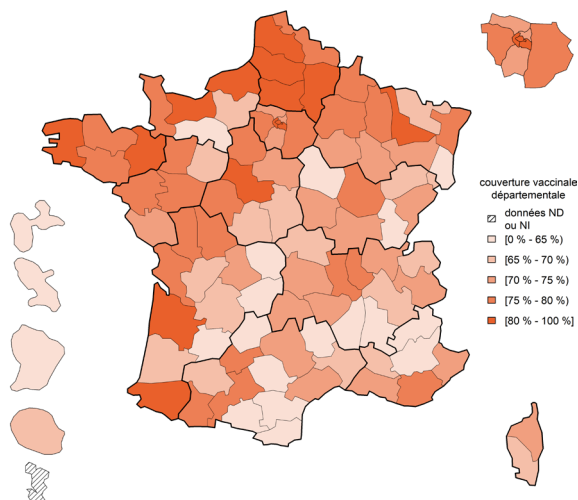 couverture vaccinale
départementale
données ND
ou NI
[0 % - 65 %)
[65 % - 70 %)
[70 % - 75 %)
[75 % - 80 %)
[80 % - 100 %]